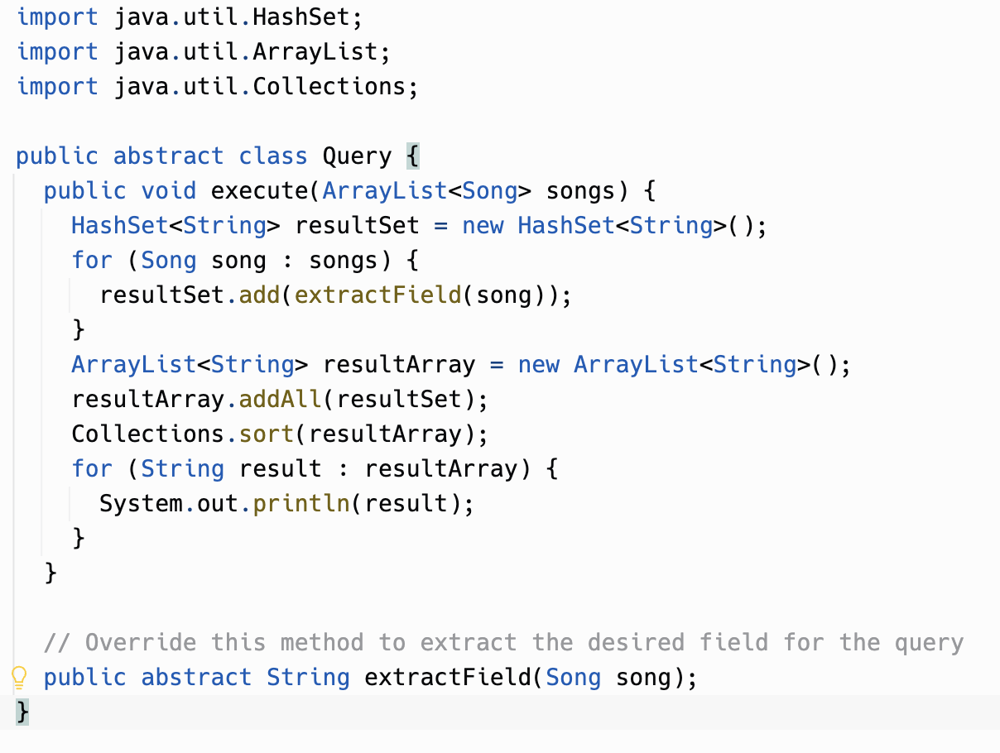 import java.util.HashSet;
import java.util.ArrayList;
import java.util.Collections;

public abstract class Query {
  public void execute(ArrayList<Song> songs) {
    HashSet<String> resultSet = new HashSet<String>();
    for (Song song : songs) {
      resultSet.add(extractField(song));
    }
    ArrayList<String> resultArray = new ArrayList<String>();
    resultArray.addAll(resultSet);
    Collections.sort(resultArray);
    for (String result : resultArray) {
      System.out.println(result);
    }
  }

  // Override this method to extract the desired field for the query
  public abstract String extractField(Song song);
}